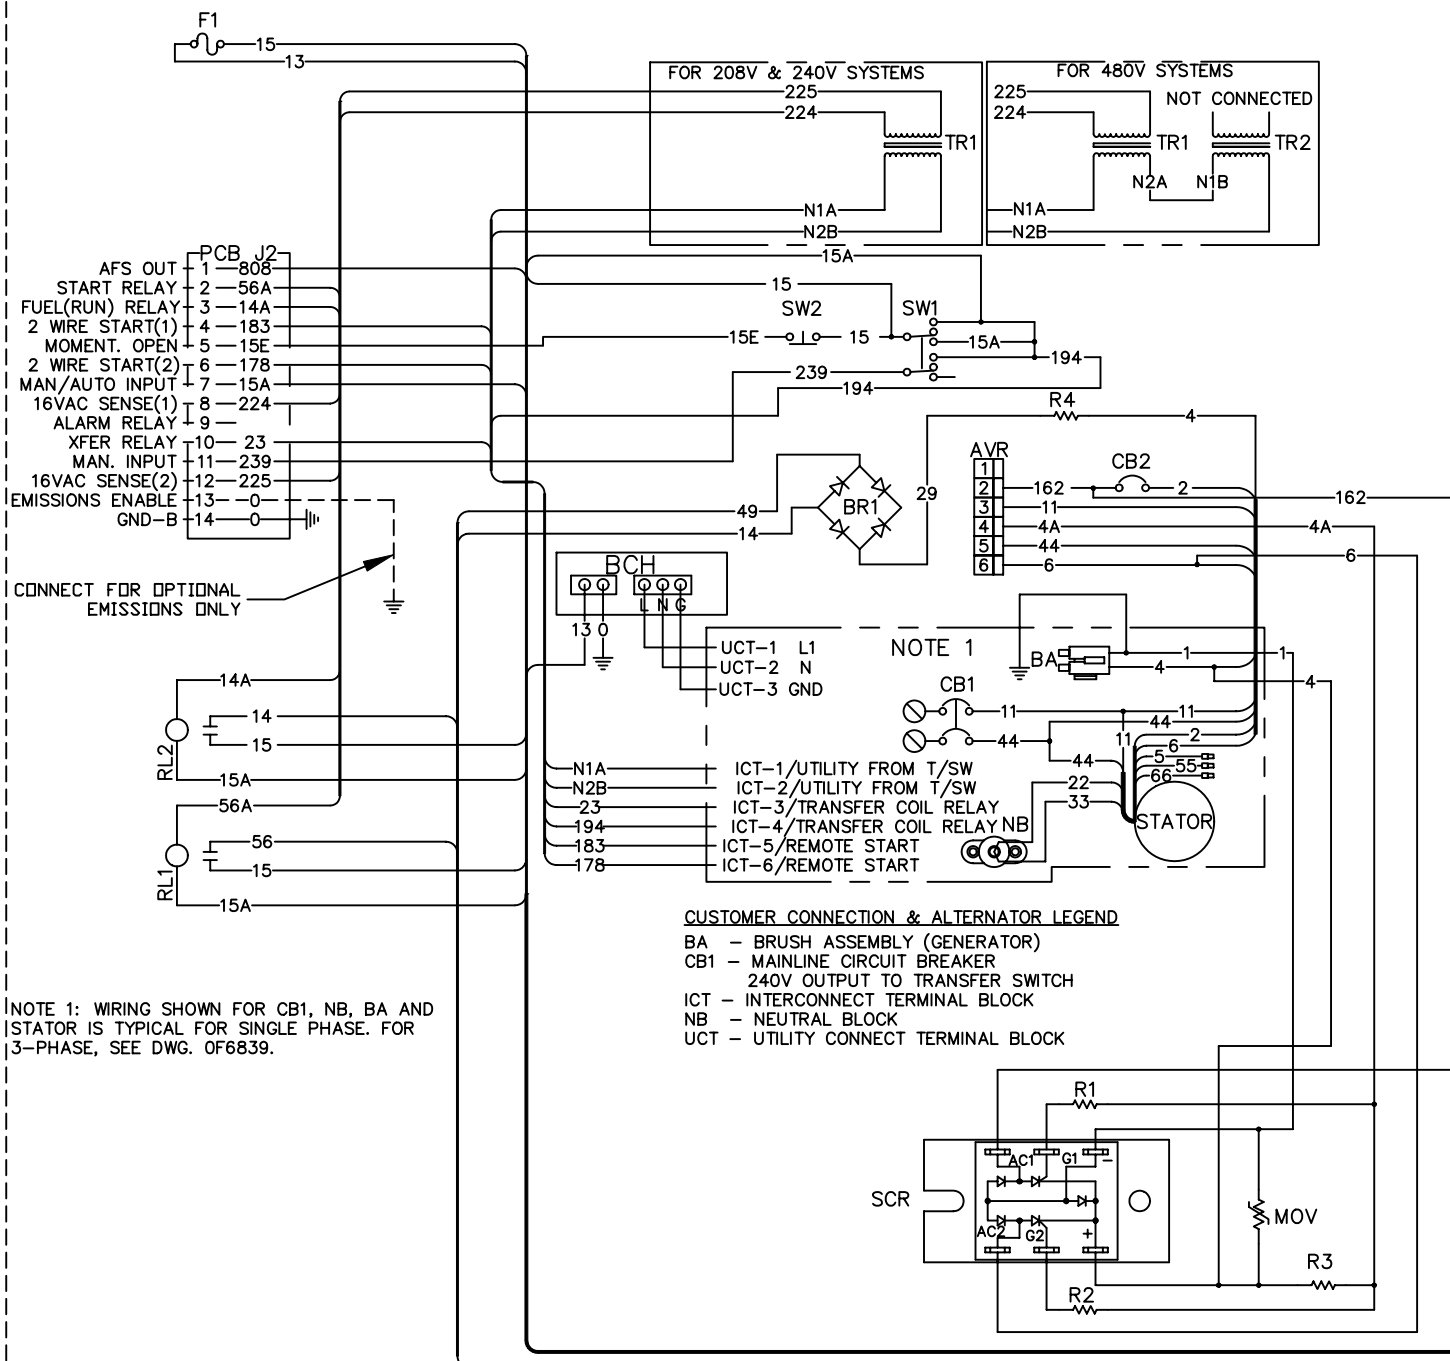 F1
15
13
FOR 208V & 240V SYSTEMS
225
224
TR1
N1A
N2B
FOR 480V SYSTEMS
225
NOT CONNECTED
224
TR1
TR2
N2A
N1B
N1A
N2B
PCB J2
AFS OUT 1 808
START RELAY 2 56A
FUEL(RUN) RELAY 3 14A
2 WIRE START(1) 4 183
MOMENT. OPEN 5 15E
2 WIRE START(2) 6 178
MAN/AUTO INPUT 7 15A
16VAC SENSE(1) 8 224
ALARM RELAY 9
XFER RELAY 10 23
MAN. INPUT 11 239
16VAC SENSE(2) 12 225
EMISSIONS ENABLE 13 0
GND-B 14 0
CONNECT FOR OPTIONAL
EMISSIONS ONLY
15A
15
SW2
SW1
15E
15
15A
194
239
194
R4
4
29
BR1
49
14
AVR
1
2 162
3 11
4 4A
5 44
6 6
CB2
2
162
4A
6
BCH
L N G
13 0
UCT-1 L1
UCT-2 N
UCT-3 GND
NOTE 1
BA
1
1
4
4
CB1
11
11
44
44
11
2
6
5
55
66
44
22
33
STATOR
NB
14A
14
15
RL2
15A
56A
56
15
RL1
15A
N1A ICT-1/UTILITY FROM T/SW
N2B ICT-2/UTILITY FROM T/SW
23 ICT-3/TRANSFER COIL RELAY
194 ICT-4/TRANSFER COIL RELAY
183 ICT-5/REMOTE START
178 ICT-6/REMOTE START
CUSTOMER CONNECTION & ALTERNATOR LEGEND
BA - BRUSH ASSEMBLY (GENERATOR)
CB1 - MAINLINE CIRCUIT BREAKER
240V OUTPUT TO TRANSFER SWITCH
ICT - INTERCONNECT TERMINAL BLOCK
NB - NEUTRAL BLOCK
UCT - UTILITY CONNECT TERMINAL BLOCK
NOTE 1: WIRING SHOWN FOR CB1, NB, BA AND
STATOR IS TYPICAL FOR SINGLE PHASE. FOR
3-PHASE, SEE DWG. 0F6839.
R1
SCR
AC1
G1
-
AC2
G2
+
MOV
R3
R2